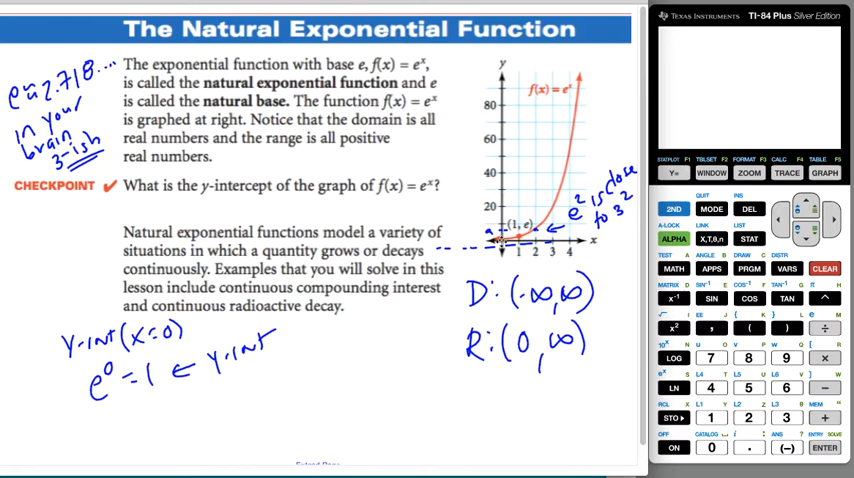 The Natural Exponential Function
e≈2.718....
in your
brain
3-ish
The exponential function with base e, f(x) = eˣ,
is called the natural exponential function and e
is called the natural base. The function f(x) = eˣ
is graphed at right. Notice that the domain is all
real numbers and the range is all positive
real numbers.
CHECKPOINT ✔ What is the y-intercept of the graph of f(x) = eˣ?
Natural exponential functions model a variety of
situations in which a quantity grows or decays
continuously. Examples that you will solve in this
lesson include continuous compounding interest
and continuous radioactive decay.
y-int (x=0)
e⁰ = 1 ← y-int
y
f(x) = eˣ
80
60
40
20
(1, e)
x
1 2 3 4
9
e² is close
to 3²
D: (-∞, ∞)
R: (0, ∞)
Extend Page
TEXAS INSTRUMENTS TI-84 Plus Silver Edition
STATPLOT F1 TBLSET F2 FORMAT F3 CALC F4 TABLE F5
Y= WINDOW ZOOM TRACE GRAPH
QUIT INS
2ND MODE DEL
A-LOCK LINK LIST
ALPHA X,T,θ,n STAT
TEST A ANGLE B DRAW C DISTR
MATH APPS PRGM VARS CLEAR
MATRIX D SIN⁻¹ E COS⁻¹ F TAN⁻¹ G π H
x⁻¹ SIN COS TAN ^
√ I EE J { K } L e M
x² , ( ) ÷
10ˣ N u O v P w Q [ R
LOG 7 8 9 ×
eˣ S L4 T L5 U L6 V ] W
LN 4 5 6 −
RCL X L1 Y L2 Z L3 θ MEM "
STO▶ 1 2 3 +
OFF CATALOG i : ANS ? ENTRY SOLVE
ON 0 . (−) ENTER